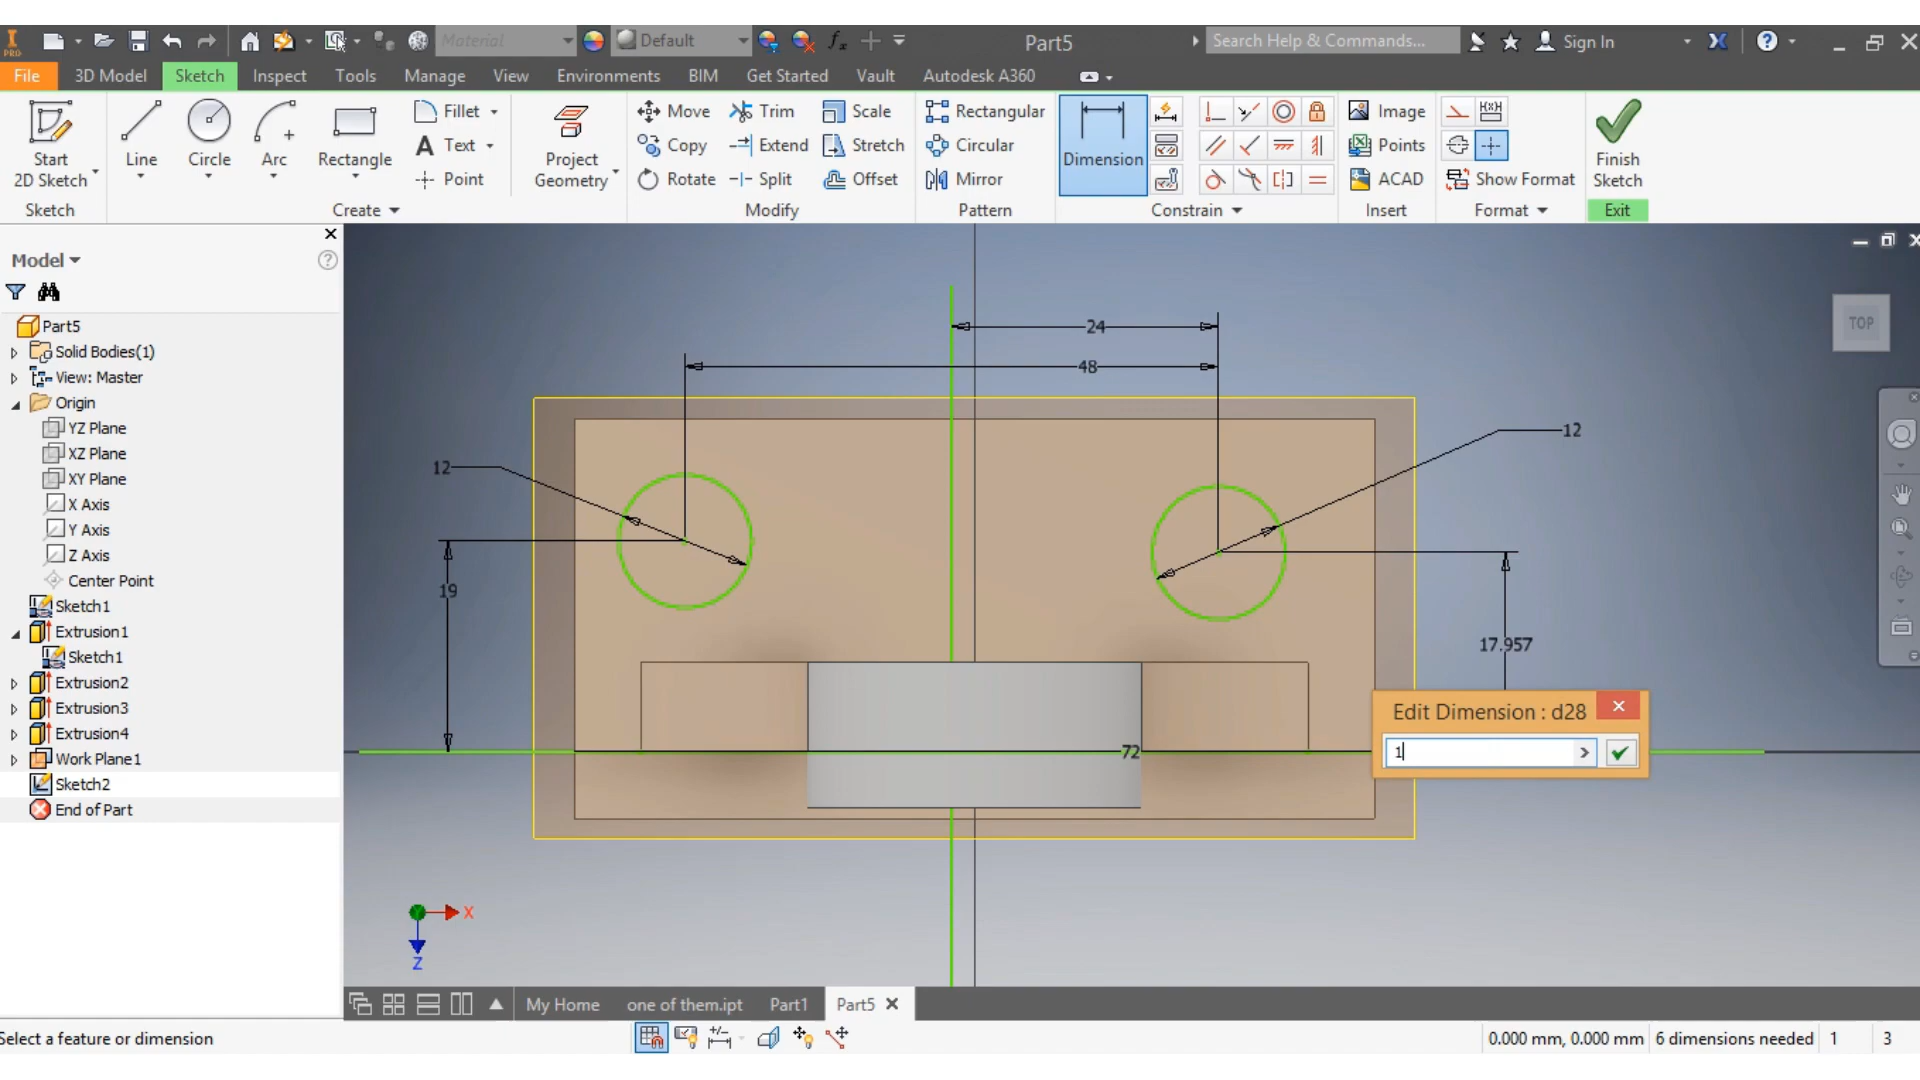 PRO
Material
Default
Part5
Search Help & Commands...
Sign In
File
3D Model
Sketch
Inspect
Tools
Manage
View
Environments
BIM
Get Started
Vault
Autodesk A360
Start
2D Sketch
Line
Circle
Arc
Rectangle
Fillet
Text
Point
Project
Geometry
Move
Copy
Rotate
Trim
Extend
Split
Scale
Stretch
Offset
Rectangular
Circular
Mirror
Dimension
Image
Points
ACAD
Show Format
Finish
Sketch
Sketch
Create
Modify
Pattern
Constrain
Insert
Format
Exit
Model
Part5
Solid Bodies(1)
View: Master
Origin
YZ Plane
XZ Plane
XY Plane
X Axis
Y Axis
Z Axis
Center Point
Sketch1
Extrusion1
Sketch1
Extrusion2
Extrusion3
Extrusion4
Work Plane1
Sketch2
End of Part
TOP
24
48
12
12
19
17.957
72
Edit Dimension : d28
1
X
Z
My Home
one of them.ipt
Part1
Part5
Select a feature or dimension
0.000 mm, 0.000 mm
6 dimensions needed
1
3